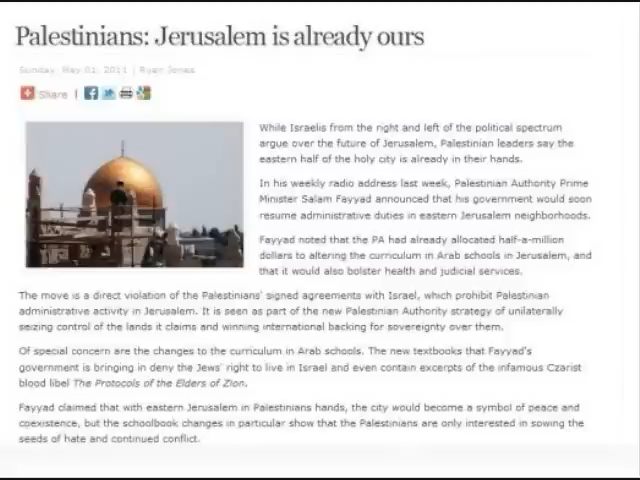 Palestinians: Jerusalem is already ours
Sunday, May 01, 2011 | Ryan Jones
Share |
While Israelis from the right and left of the political spectrum
argue over the future of Jerusalem, Palestinian leaders say the
eastern half of the holy city is already in their hands.
In his weekly radio address last week, Palestinian Authority Prime
Minister Salam Fayyad announced that his government would soon
resume administrative duties in eastern Jerusalem neighborhoods.
Fayyad noted that the PA had already allocated half-a-million
dollars to altering the curriculum in Arab schools in Jerusalem, and
that it would also bolster health and judicial services.
The move is a direct violation of the Palestinians' signed agreements with Israel, which prohibit Palestinian
administrative activity in Jerusalem. It is seen as part of the new Palestinian Authority strategy of unilaterally
seizing control of the lands it claims and winning international backing for sovereignty over them.
Of special concern are the changes to the curriculum in Arab schools. The new textbooks that Fayyad's
government is bringing in deny the Jews' right to live in Israel and even contain excerpts of the infamous Czarist
blood libel The Protocols of the Elders of Zion.
Fayyad claimed that with eastern Jerusalem in Palestinians hands, the city would become a symbol of peace and
coexistence, but the schoolbook changes in particular show that the Palestinians are only interested in sowing the
seeds of hate and continued conflict.